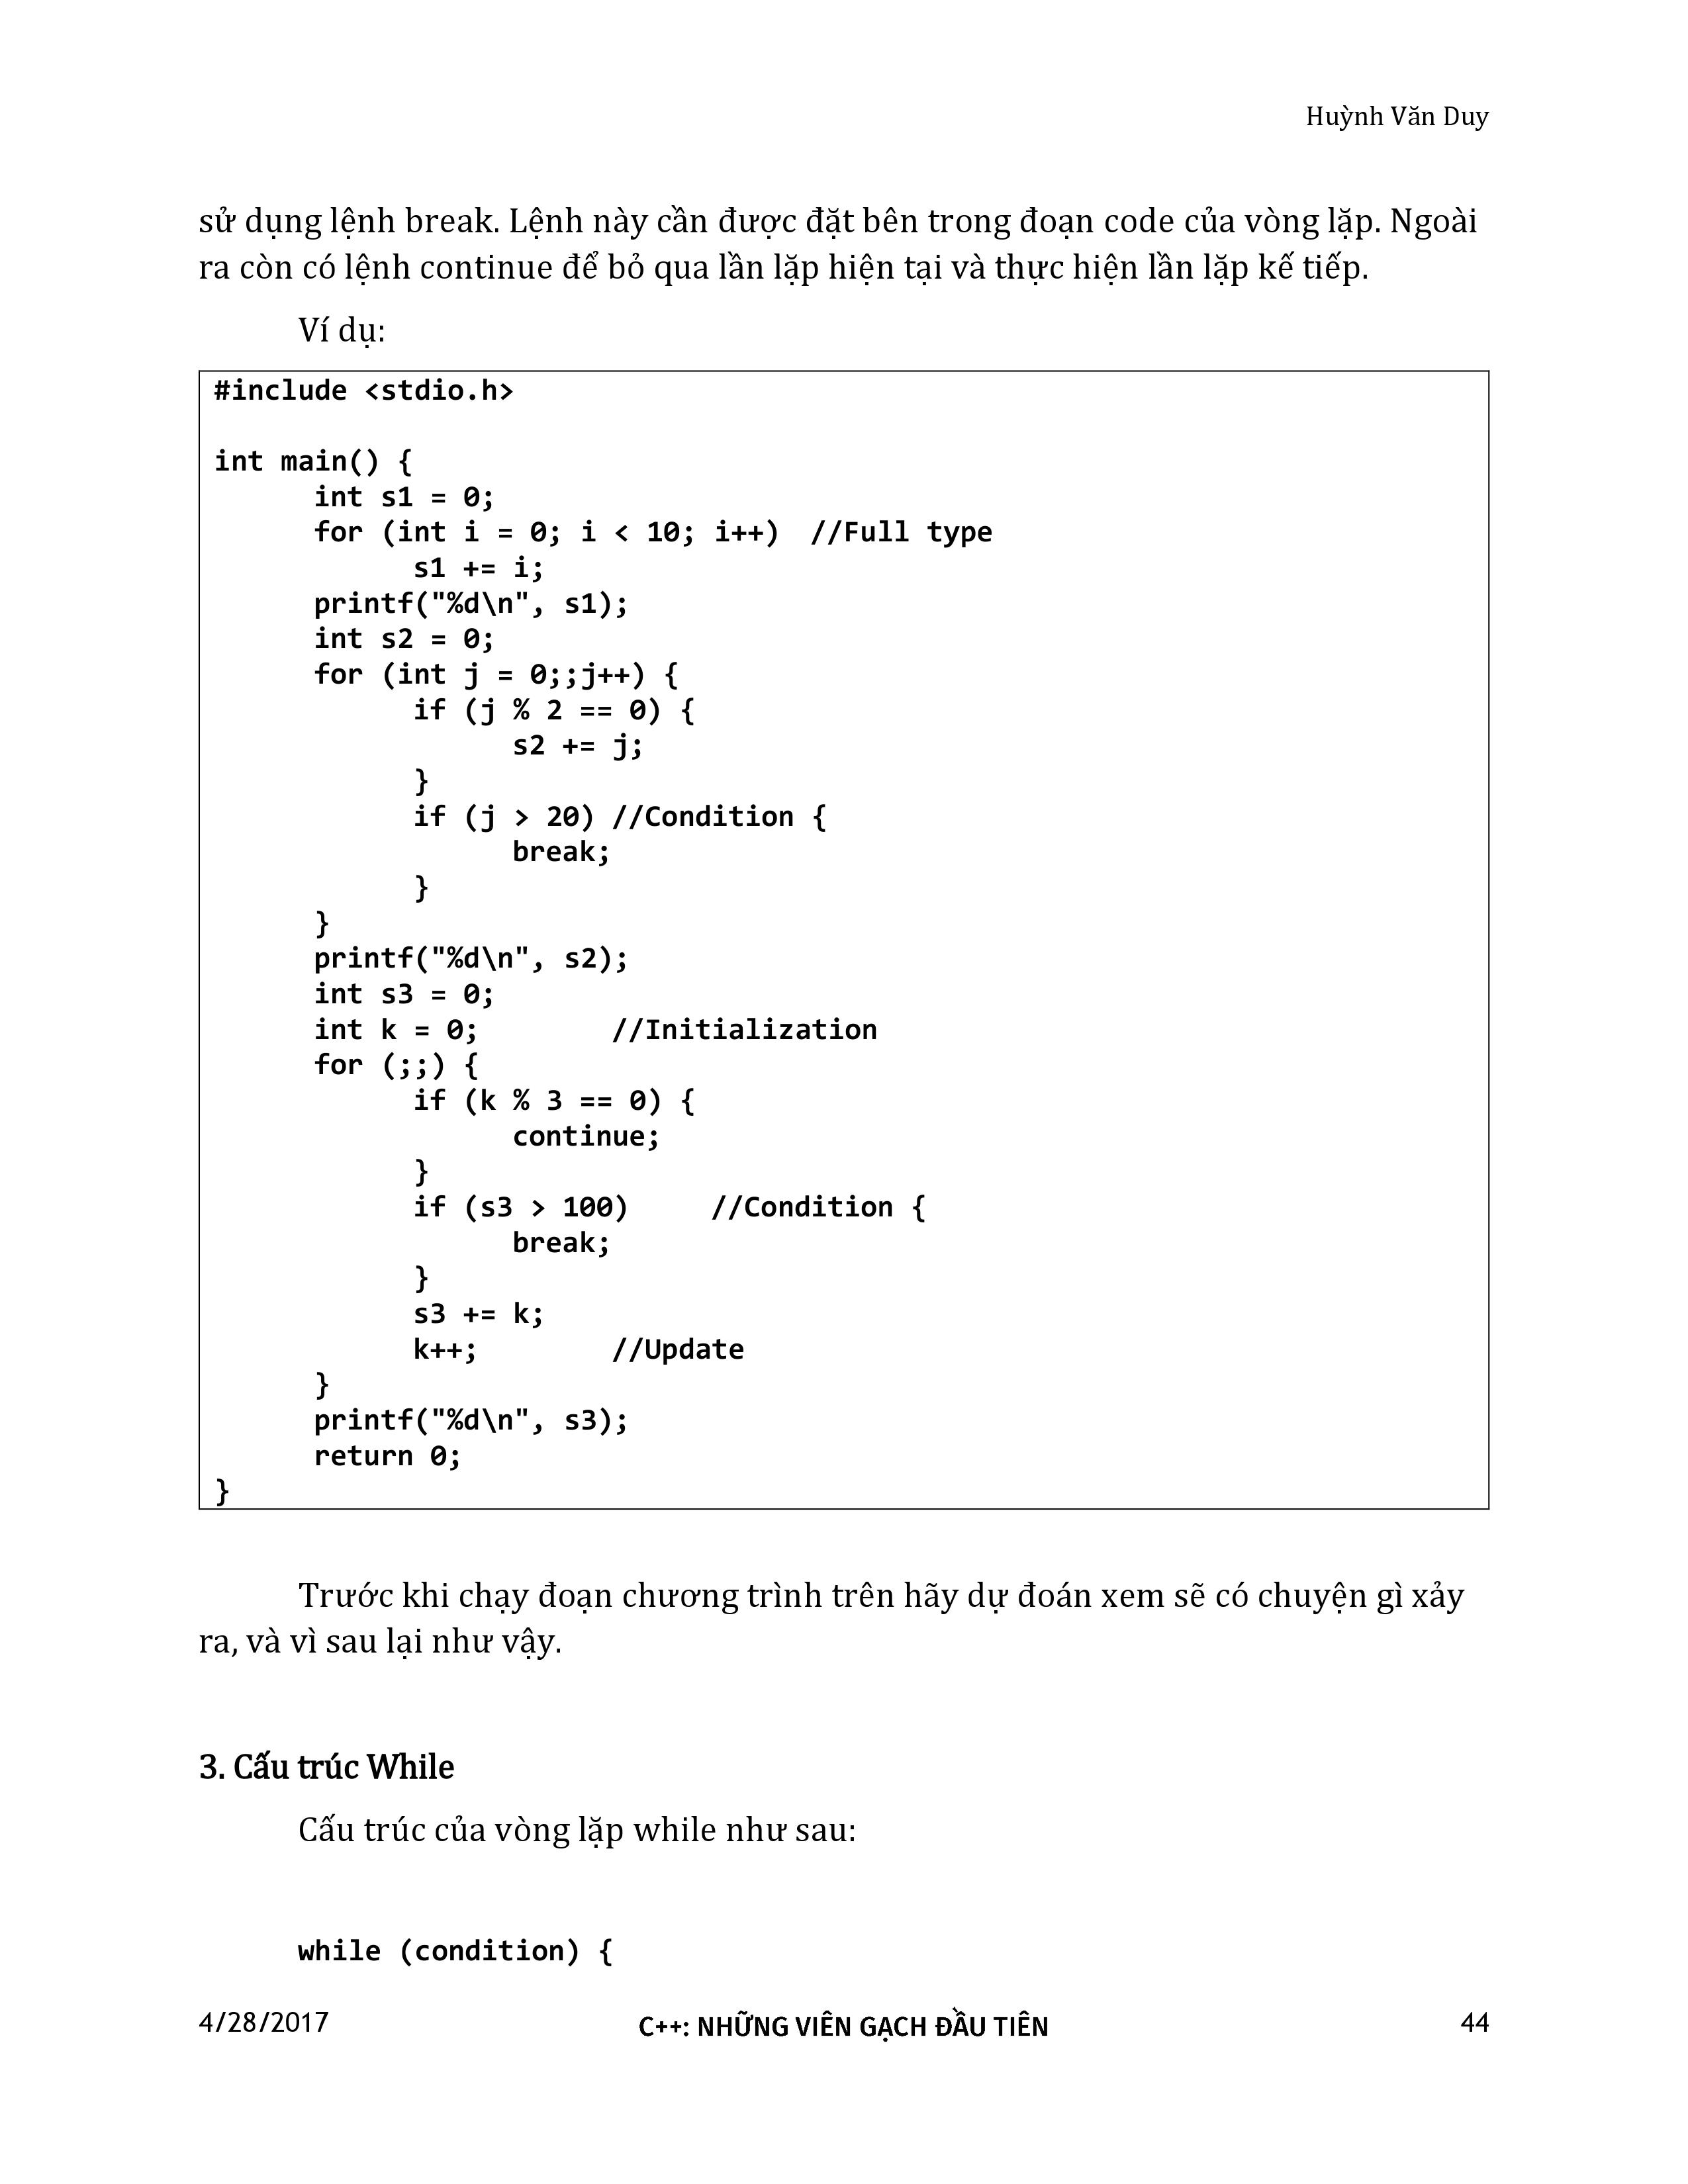 Huỳnh Văn Duy
sử dụng lệnh break. Lệnh này cần được đặt bên trong đoạn code của vòng lặp. Ngoài
ra còn có lệnh continue để bỏ qua lần lặp hiện tại và thực hiện lần lặp kế tiếp.
Ví dụ:
#include <stdio.h>

int main() {
      int s1 = 0;
      for (int i = 0; i < 10; i++)  //Full type
            s1 += i;
      printf("%d\n", s1);
      int s2 = 0;
      for (int j = 0;;j++) {
            if (j % 2 == 0) {
                  s2 += j;
            }
            if (j > 20) //Condition {
                  break;
            }
      }
      printf("%d\n", s2);
      int s3 = 0;
      int k = 0;        //Initialization
      for (;;) {
            if (k % 3 == 0) {
                  continue;
            }
            if (s3 > 100)     //Condition {
                  break;
            }
            s3 += k;
            k++;        //Update
      }
      printf("%d\n", s3);
      return 0;
}
Trước khi chạy đoạn chương trình trên hãy dự đoán xem sẽ có chuyện gì xảy
ra, và vì sau lại như vậy.
3. Cấu trúc While
Cấu trúc của vòng lặp while như sau:
while (condition) {
4/28/2017 C++: NHỮNG VIÊN GẠCH ĐẦU TIÊN 44